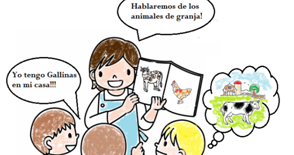 Hablaremos de los
animales de granja!
Yo tengo Gallinas
en mi casa!!!